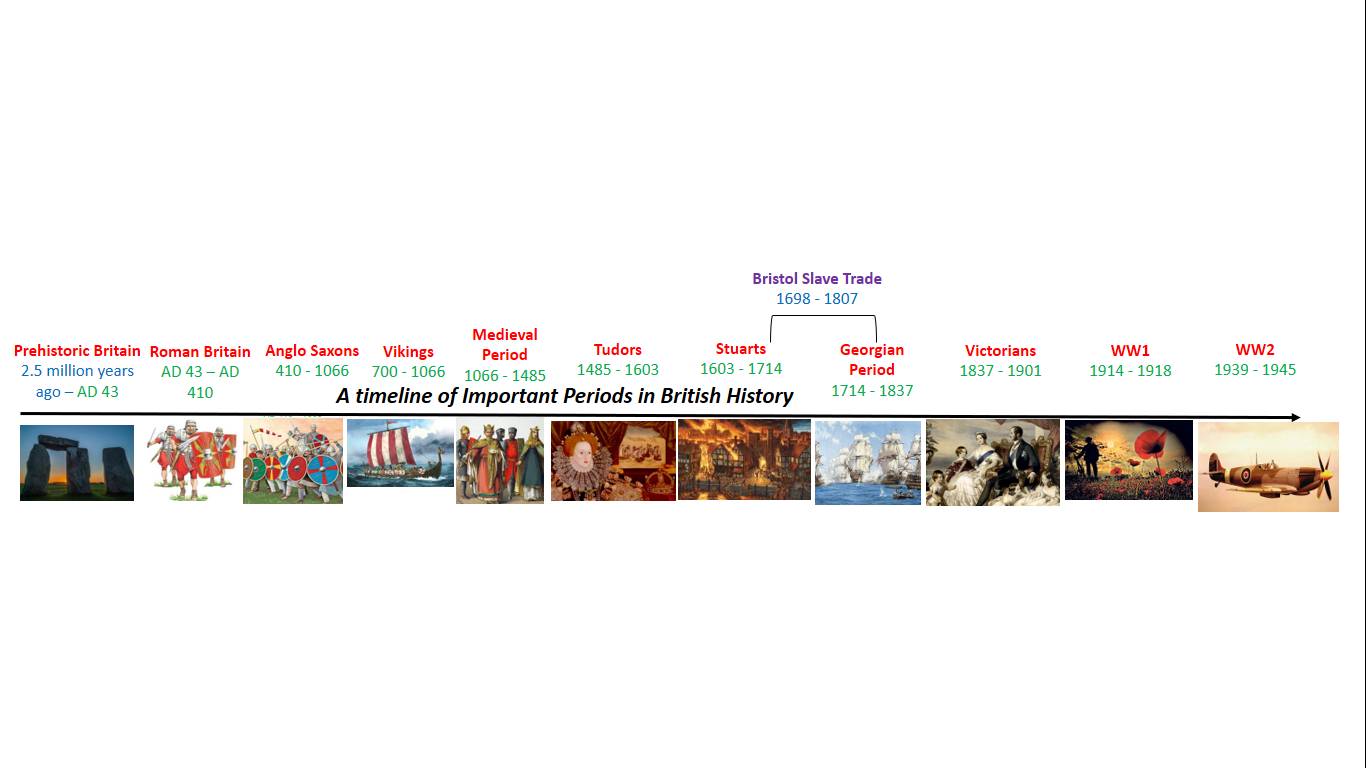 Bristol Slave Trade
1698 - 1807
Prehistoric Britain
2.5 million years
ago – AD 43
Roman Britain
AD 43 – AD
410
Anglo Saxons
410 - 1066
Vikings
700 - 1066
Medieval
Period
1066 - 1485
Tudors
1485 - 1603
Stuarts
1603 - 1714
Georgian
Period
1714 - 1837
Victorians
1837 - 1901
WW1
1914 - 1918
WW2
1939 - 1945
A timeline of Important Periods in British History